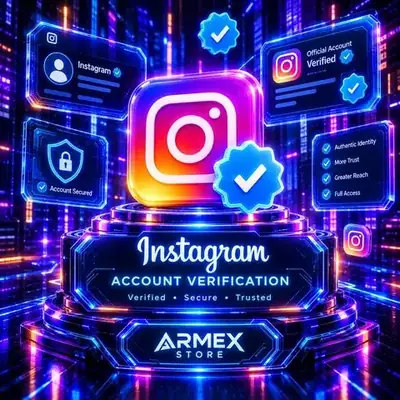 Instagram
Official Account
Verified
Account Secured
Authentic Identity
More Trust
Greater Reach
Full Access
Instagram
ACCOUNT VERIFICATION
Verified • Secure • Trusted
ARMEX
STORE